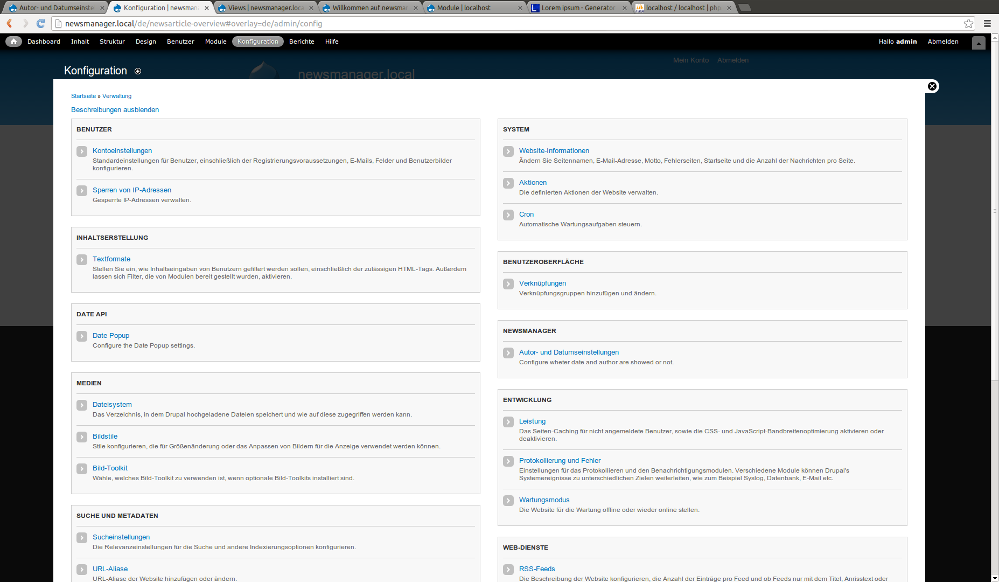 Autor- und Datumseinste
Konfiguration | newsmana
Views | newsmanager.loca
Willkommen auf newsman
Module | localhost
Lorem ipsum - Generator
localhost / localhost | php
newsmanager.local/de/newsarticle-overview#overlay=de/admin/config
Dashboard Inhalt Struktur Design Benutzer Module Konfiguration Berichte Hilfe
Hallo admin Abmelden
Mein Konto Abmelden
Konfiguration
newsmanager.local
Startseite » Verwaltung
Beschreibungen ausblenden
BENUTZER
Kontoeinstellungen
Standardeinstellungen für Benutzer, einschließlich der Registrierungsvoraussetzungen, E-Mails, Felder und Benutzerbilder
konfigurieren.
Sperren von IP-Adressen
Gesperrte IP-Adressen verwalten.
INHALTSERSTELLUNG
Textformate
Stellen Sie ein, wie Inhaltseingaben von Benutzern gefiltert werden sollen, einschließlich der zulässigen HTML-Tags. Außerdem
lassen sich Filter, die von Modulen bereit gestellt wurden, aktivieren.
DATE API
Date Popup
Configure the Date Popup settings.
MEDIEN
Dateisystem
Das Verzeichnis, in dem Drupal hochgeladene Dateien speichert und wie auf diese zugegriffen werden kann.
Bildstile
Stile konfigurieren, die für Größenänderung oder das Anpassen von Bildern für die Anzeige verwendet werden können.
Bild-Toolkit
Wähle, welches Bild-Toolkit zu verwenden ist, wenn optionale Bild-Toolkits installiert sind.
SUCHE UND METADATEN
Sucheinstellungen
Die Relevanzeinstellungen für die Suche und andere Indexierungsoptionen konfigurieren.
URL-Aliase
URL-Aliase der Website hinzufügen oder ändern.
SYSTEM
Website-Informationen
Ändern Sie Seitennamen, E-Mail-Adresse, Motto, Fehlerseiten, Startseite und die Anzahl der Nachrichten pro Seite.
Aktionen
Die definierten Aktionen der Website verwalten.
Cron
Automatische Wartungsaufgaben steuern.
BENUTZEROBERFLÄCHE
Verknüpfungen
Verknüpfungsgruppen hinzufügen und ändern.
NEWSMANAGER
Autor- und Datumseinstellungen
Configure wheter date and author are showed or not.
ENTWICKLUNG
Leistung
Das Seiten-Caching für nicht angemeldete Benutzer, sowie die CSS- und JavaScript-Bandbreitenoptimierung aktivieren oder
deaktivieren.
Protokollierung und Fehler
Einstellungen für das Protokollieren und den Benachrichtigungsmodulen. Verschiedene Module können Drupal's
Systemereignisse zu unterschiedlichen Zielen weiterleiten, wie zum Beispiel Syslog, Datenbank, E-Mail etc.
Wartungsmodus
Die Website für die Wartung offline oder wieder online stellen.
WEB-DIENSTE
RSS-Feeds
Die Beschreibung der Website konfigurieren, die Anzahl der Einträge pro Feed und ob Feeds nur mit dem Titel, Anrisstext oder